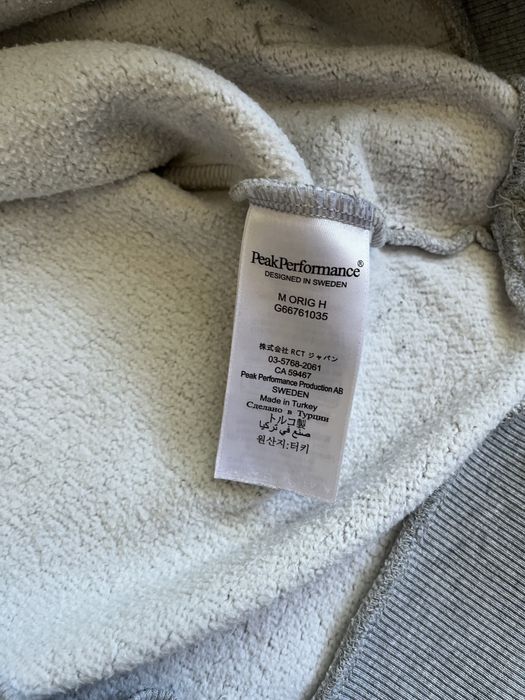 PeakPerformance®
DESIGNED IN SWEDEN
M ORIG H
G66761035
株式会社 RCT ジャパン
03-5768-2061
CA 59467
Peak Performance Production AB
SWEDEN
Made in Turkey
Сделано в Турции
トルコ製
صنع في تركيا
원산지:터키